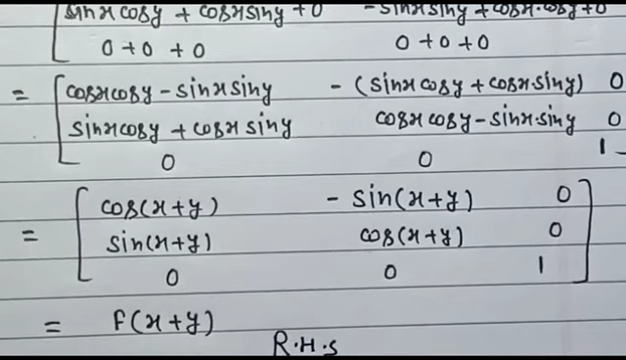 sinx cosy + cosx siny + 0 - sinx siny + cosx.cosy + 0
0 + 0 + 0 0 + 0 + 0
= [ cosx cosy - sinx siny - (sinx cosy + cosx.siny) 0
sinx cosy + cosx siny cosx cosy - sinx.siny 0
0 0 1
= [ cos(x+y) - sin(x+y) 0 ]
sin(x+y) cos(x+y) 0
0 0 1
= F(x+y)
R.H.S